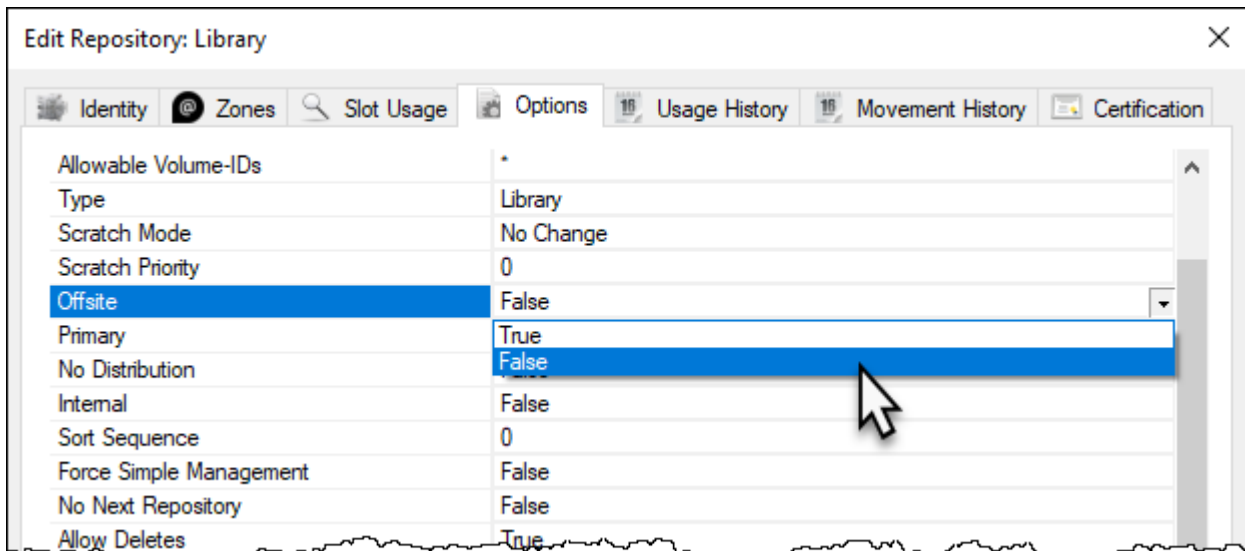 Edit Repository: Library
Identity Zones Slot Usage Options Usage History Movement History Certification
Allowable Volume-IDs *
Type Library
Scratch Mode No Change
Scratch Priority 0
Offsite False
Primary True
False
No Distribution
Internal False
Sort Sequence 0
Force Simple Management False
No Next Repository False
Allow Deletes True